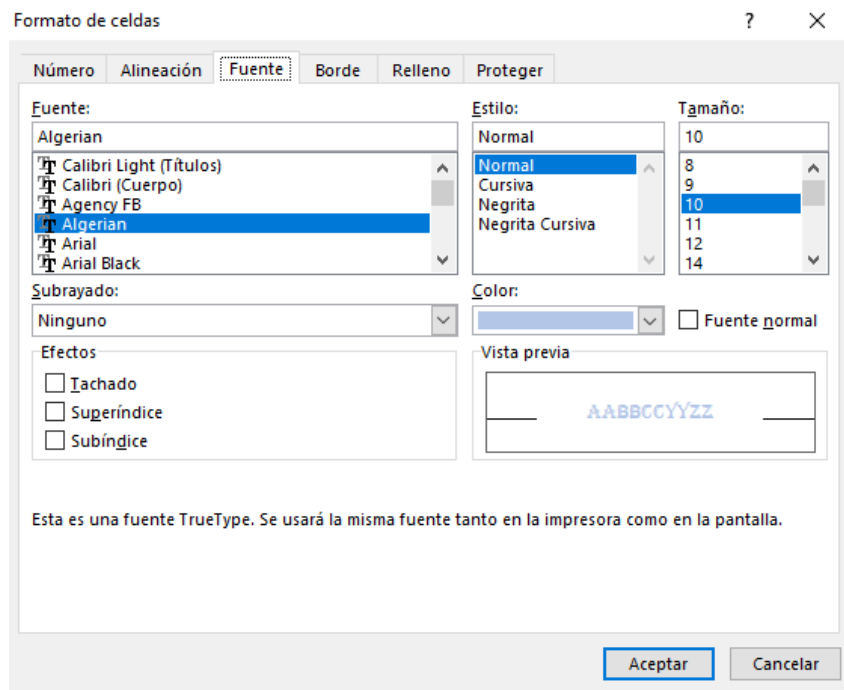 Formato de celdas ?
Número Alineación Fuente Borde Relleno Proteger
Fuente: Estilo: Tamaño:
Algerian Normal 10
Calibri Light (Títulos) Normal 8
Calibri (Cuerpo) Cursiva 9
Agency FB Negrita 10
Algerian Negrita Cursiva 11
Arial 12
Arial Black 14
Subrayado: Color:
Ninguno Fuente normal
Efectos Vista previa
Tachado
Superíndice AABBCCYYZZ
Subíndice
Esta es una fuente TrueType. Se usará la misma fuente tanto en la impresora como en la pantalla.
Aceptar Cancelar